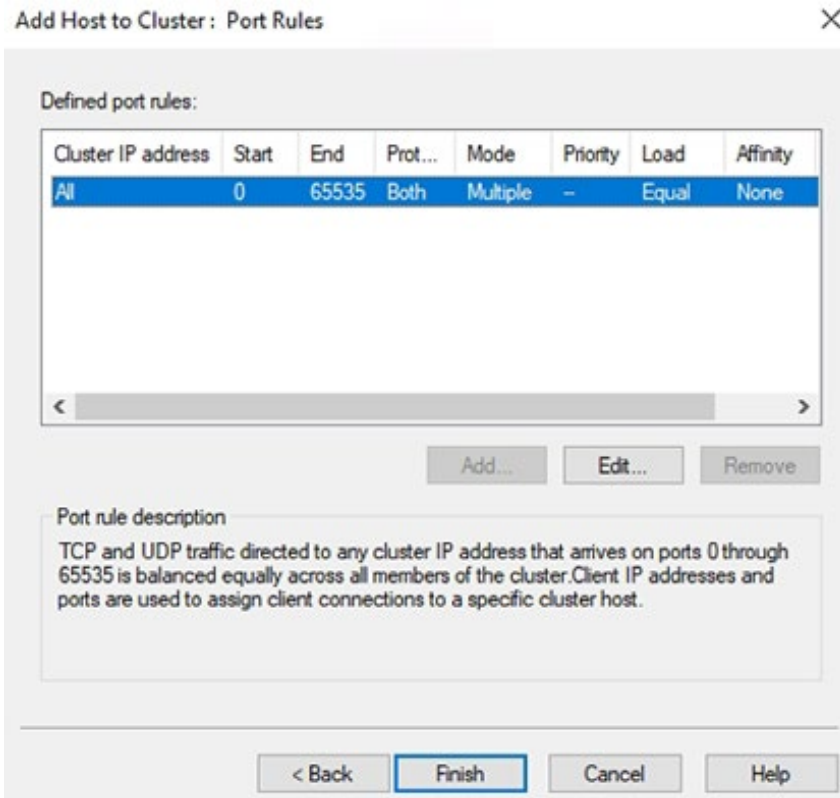 Add Host to Cluster : Port Rules
Defined port rules:
Cluster IP address Start End Prot... Mode Priority Load Affinity
All 0 65535 Both Multiple -- Equal None
Add... Edit... Remove
Port rule description
TCP and UDP traffic directed to any cluster IP address that arrives on ports 0 through
65535 is balanced equally across all members of the cluster.Client IP addresses and
ports are used to assign client connections to a specific cluster host.
< Back Finish Cancel Help